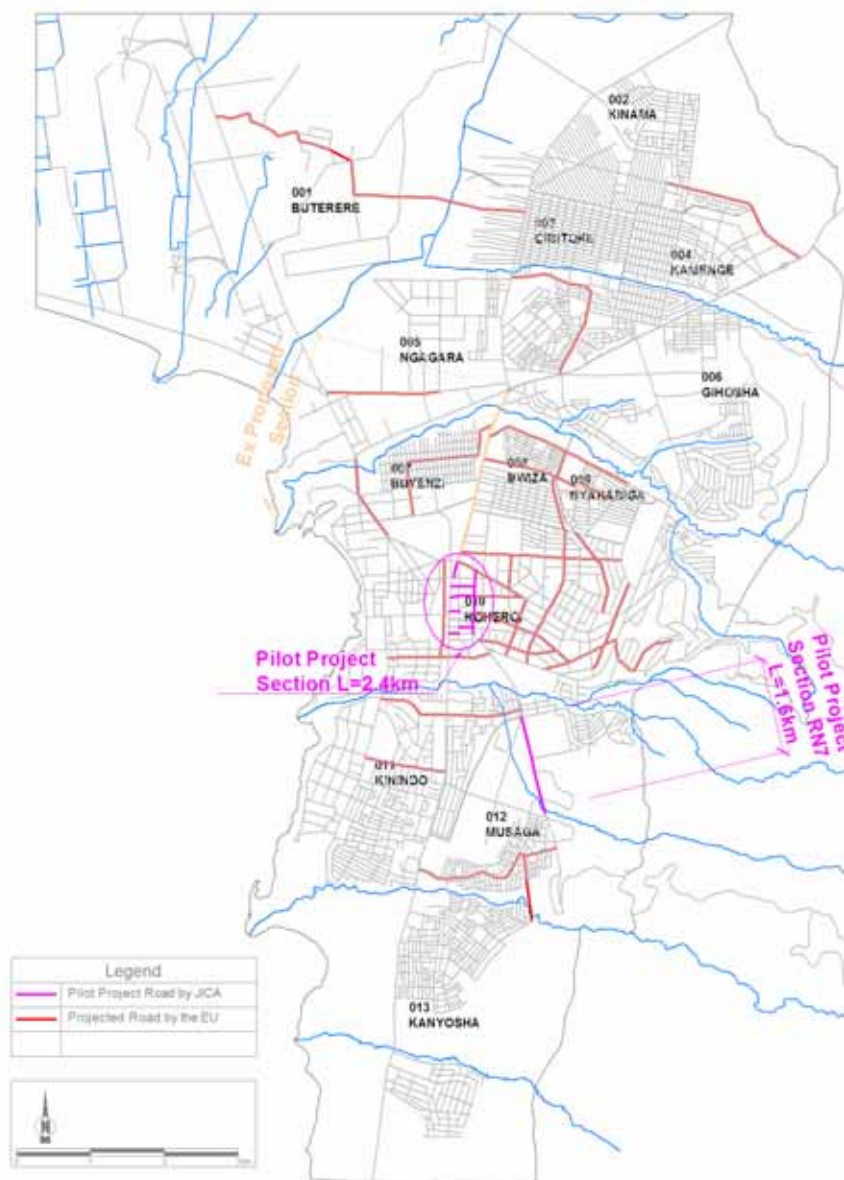 002
KINAMA
001
BUTERERE
003
CIBITOKE
004
KAMENGE
005
NGAGARA
006
GIHOSHA
Ex Proposed
Section
007
BUYENZI
008
BWIZA
009
NYAKABIGA
010
ROHERO
Pilot Project
Section L=2.4km
Pilot Project
Section RN7
L=1.6km
011
KININDO
012
MUSAGA
013
KANYOSHA
Legend
Pilot Project Road by JICA
Projected Road by the EU